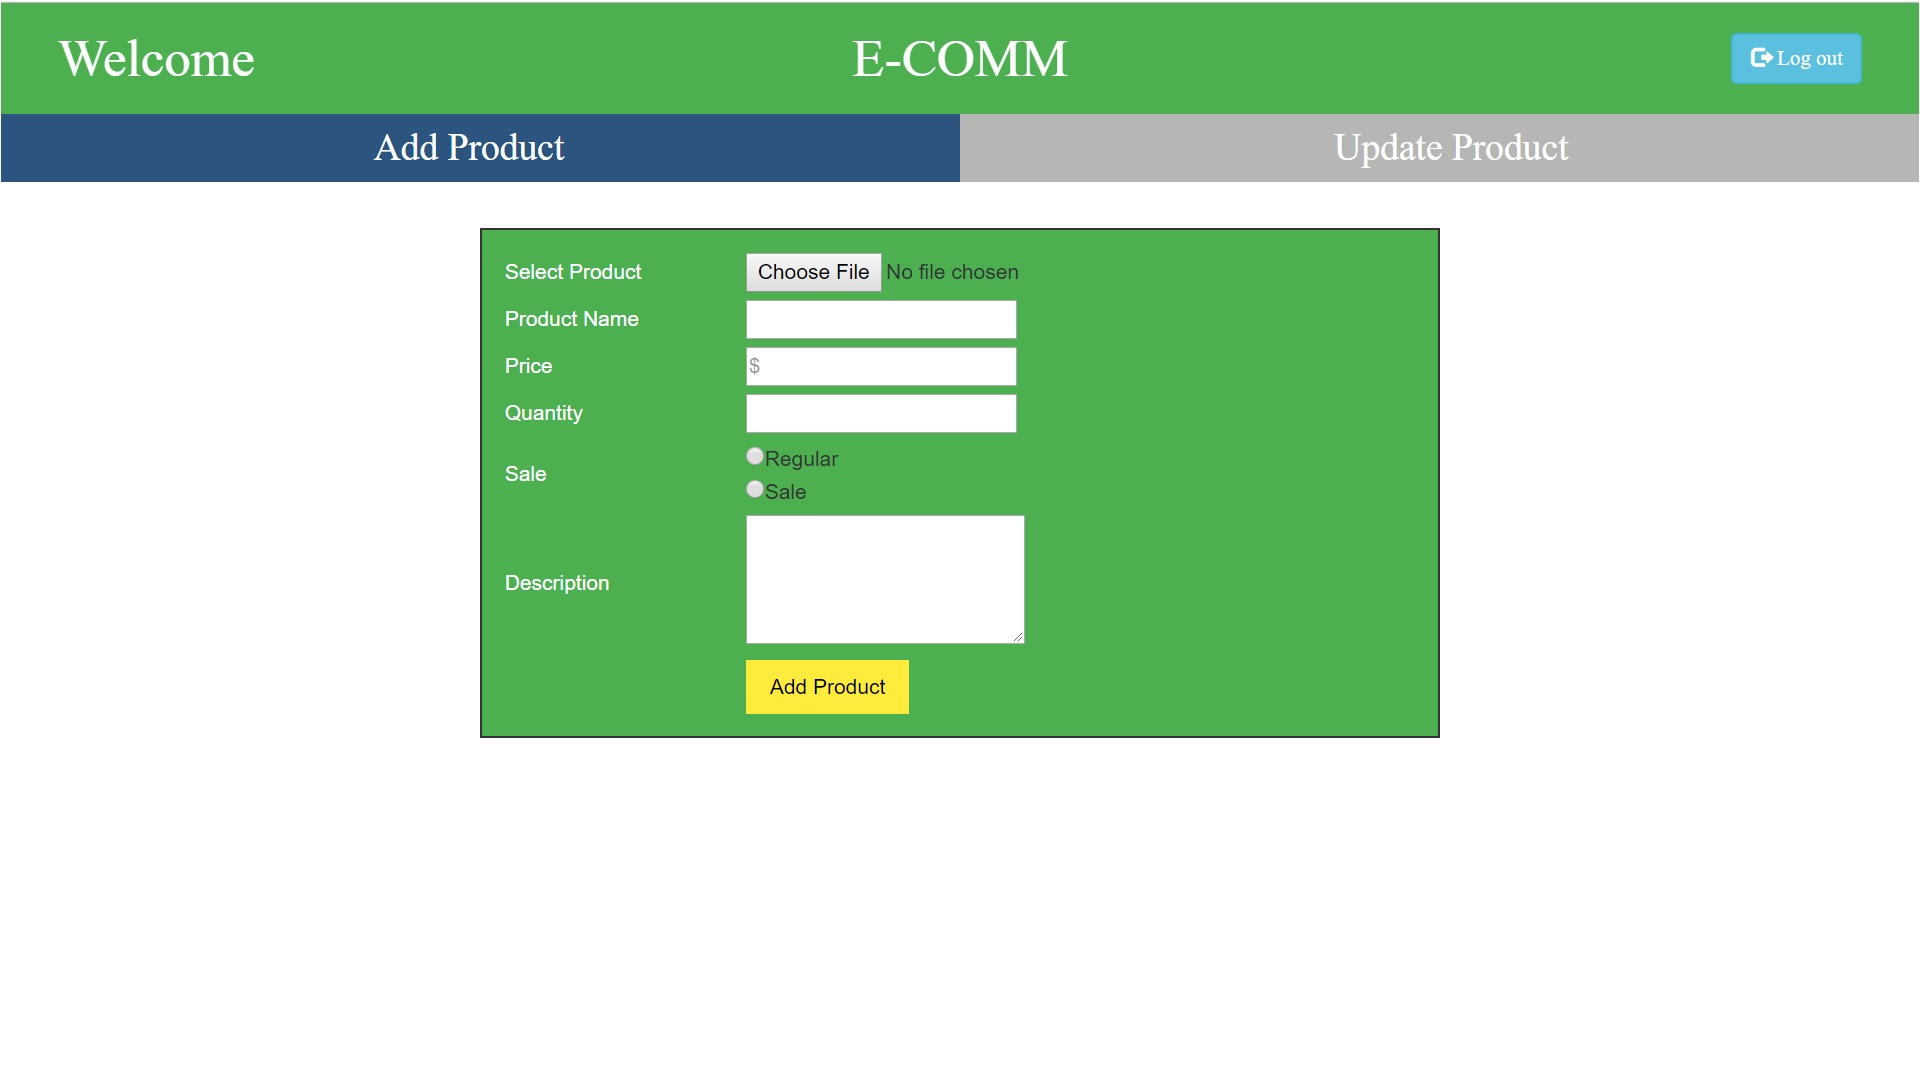 Welcome E-COMM Log out
Add Product Update Product
Select Product Choose File No file chosen
Product Name
Price $
Quantity
Regular
Sale
Sale
Description
Add Product